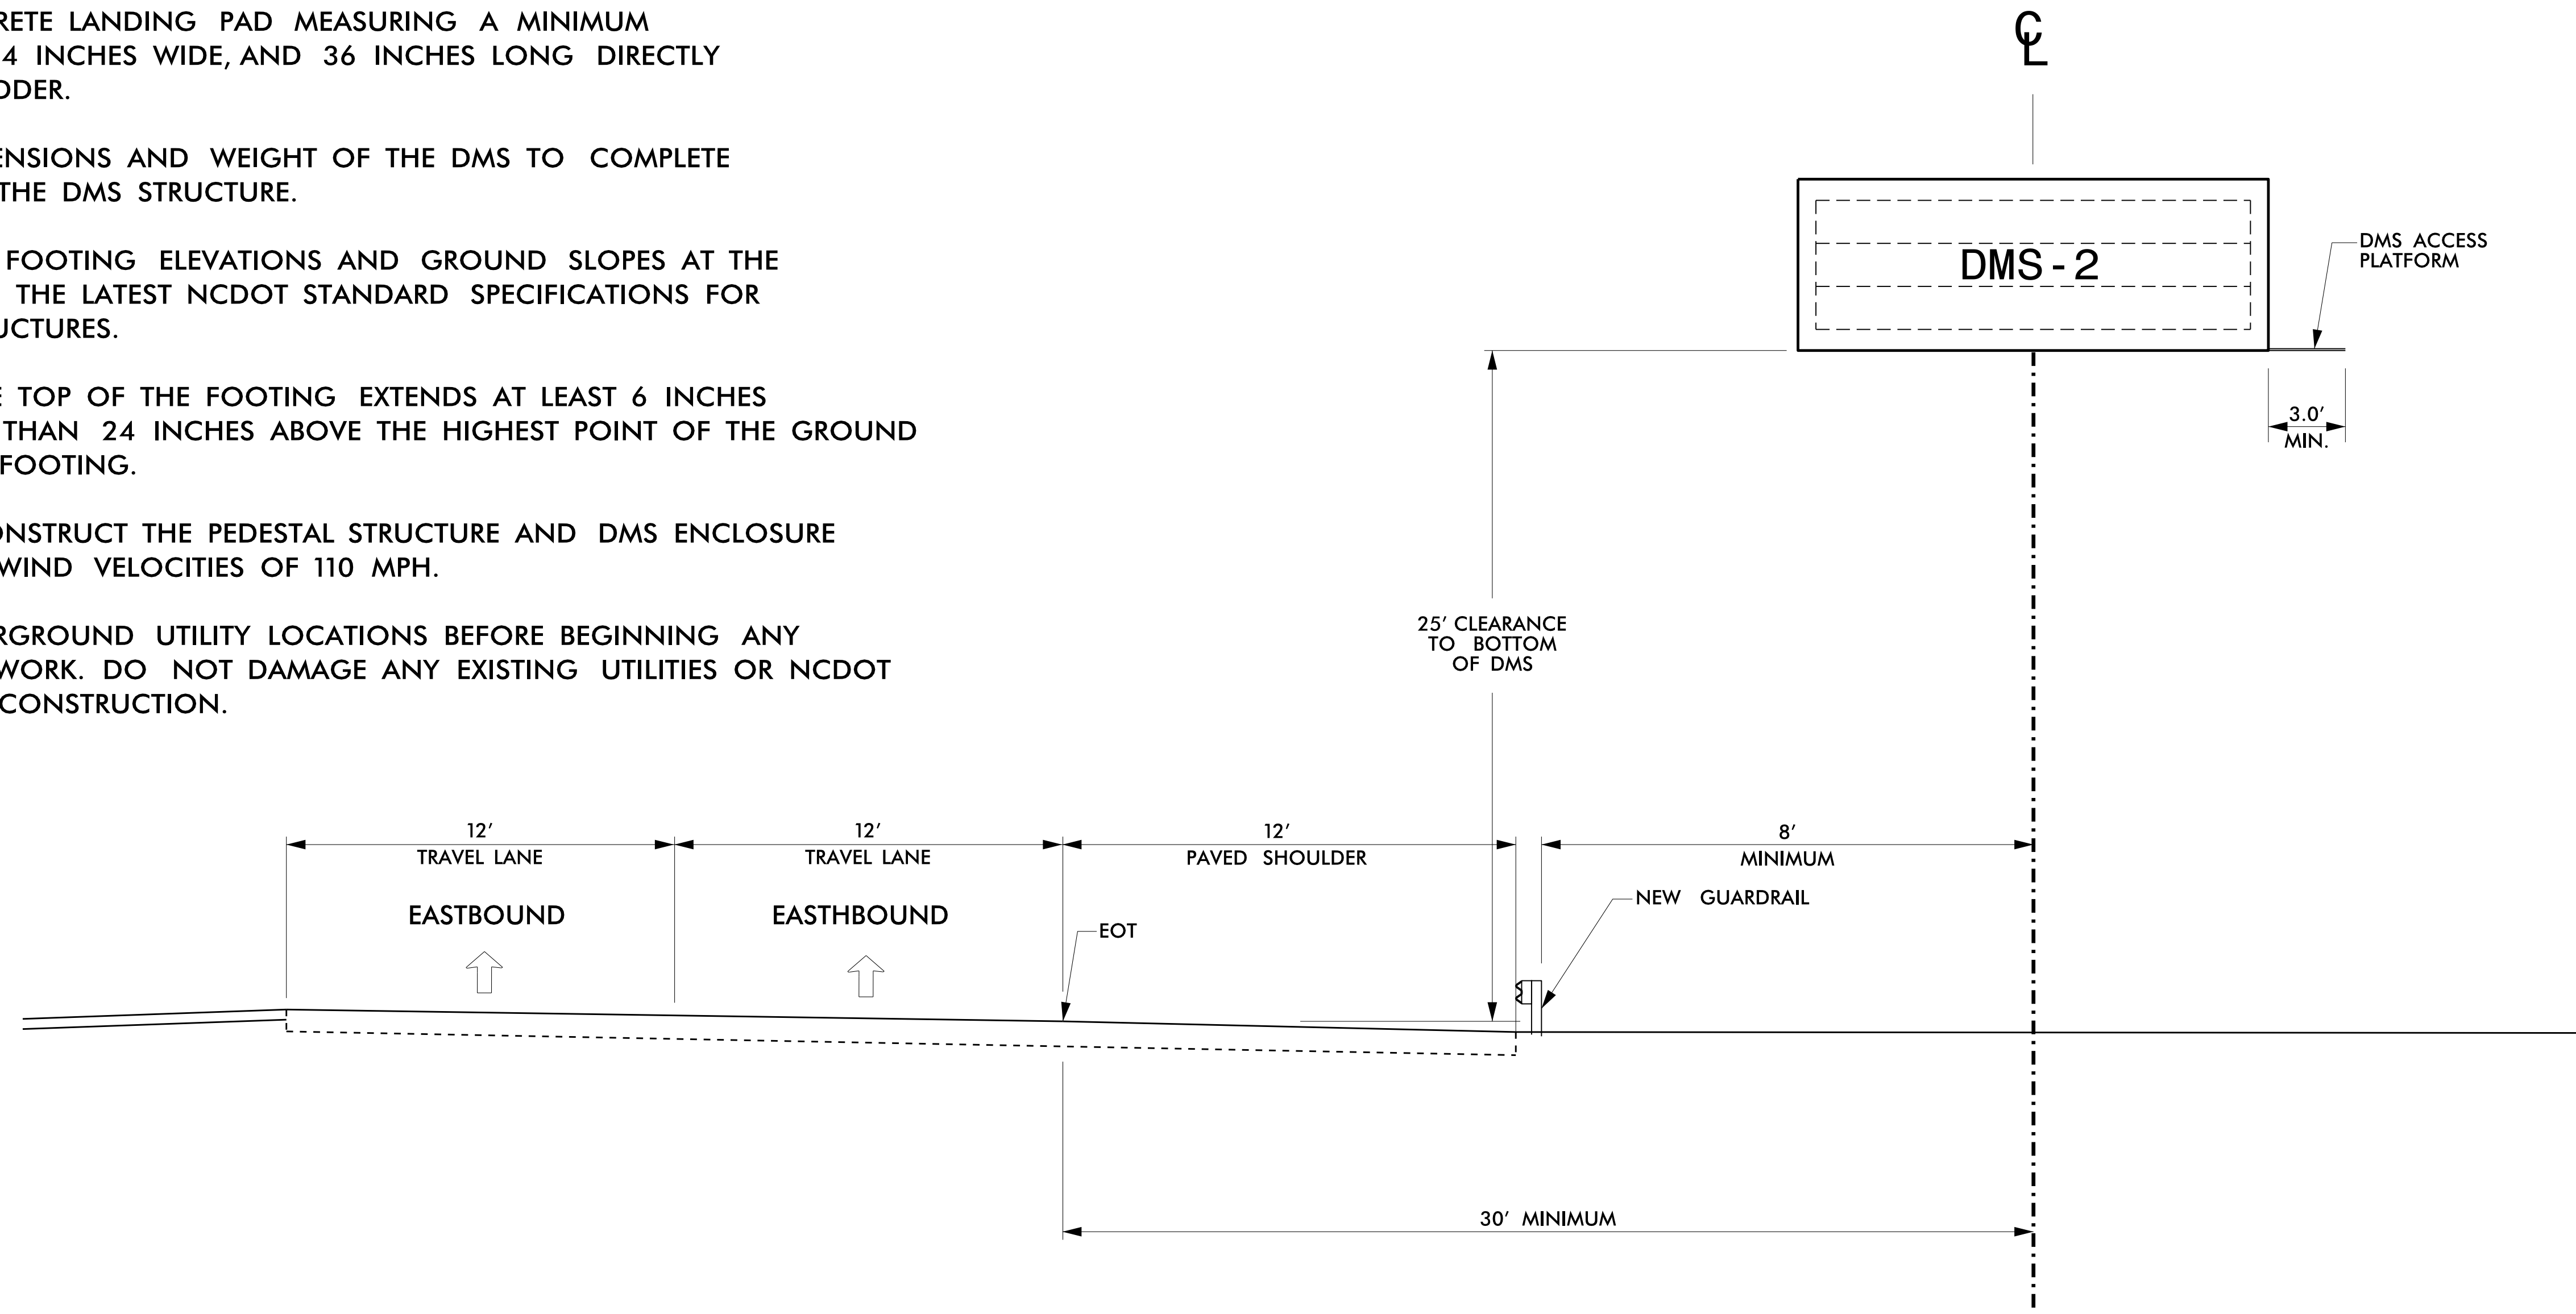 RETE LANDING PAD MEASURING A MINIMUM
4 INCHES WIDE, AND 36 INCHES LONG DIRECTLY
DDER.
ENSIONS AND WEIGHT OF THE DMS TO COMPLETE
THE DMS STRUCTURE.
FOOTING ELEVATIONS AND GROUND SLOPES AT THE
THE LATEST NCDOT STANDARD SPECIFICATIONS FOR
UCTURES.
E TOP OF THE FOOTING EXTENDS AT LEAST 6 INCHES
THAN 24 INCHES ABOVE THE HIGHEST POINT OF THE GROUND
FOOTING.
ONSTRUCT THE PEDESTAL STRUCTURE AND DMS ENCLOSURE
WIND VELOCITIES OF 110 MPH.
RGROUND UTILITY LOCATIONS BEFORE BEGINNING ANY
WORK. DO NOT DAMAGE ANY EXISTING UTILITIES OR NCDOT
CONSTRUCTION.
CL
DMS-2
DMS ACCESS
PLATFORM
3.0'
MIN.
25' CLEARANCE
TO BOTTOM
OF DMS
12'
TRAVEL LANE
EASTBOUND
12'
TRAVEL LANE
EASTHBOUND
12'
PAVED SHOULDER
EOT
8'
MINIMUM
NEW GUARDRAIL
30' MINIMUM